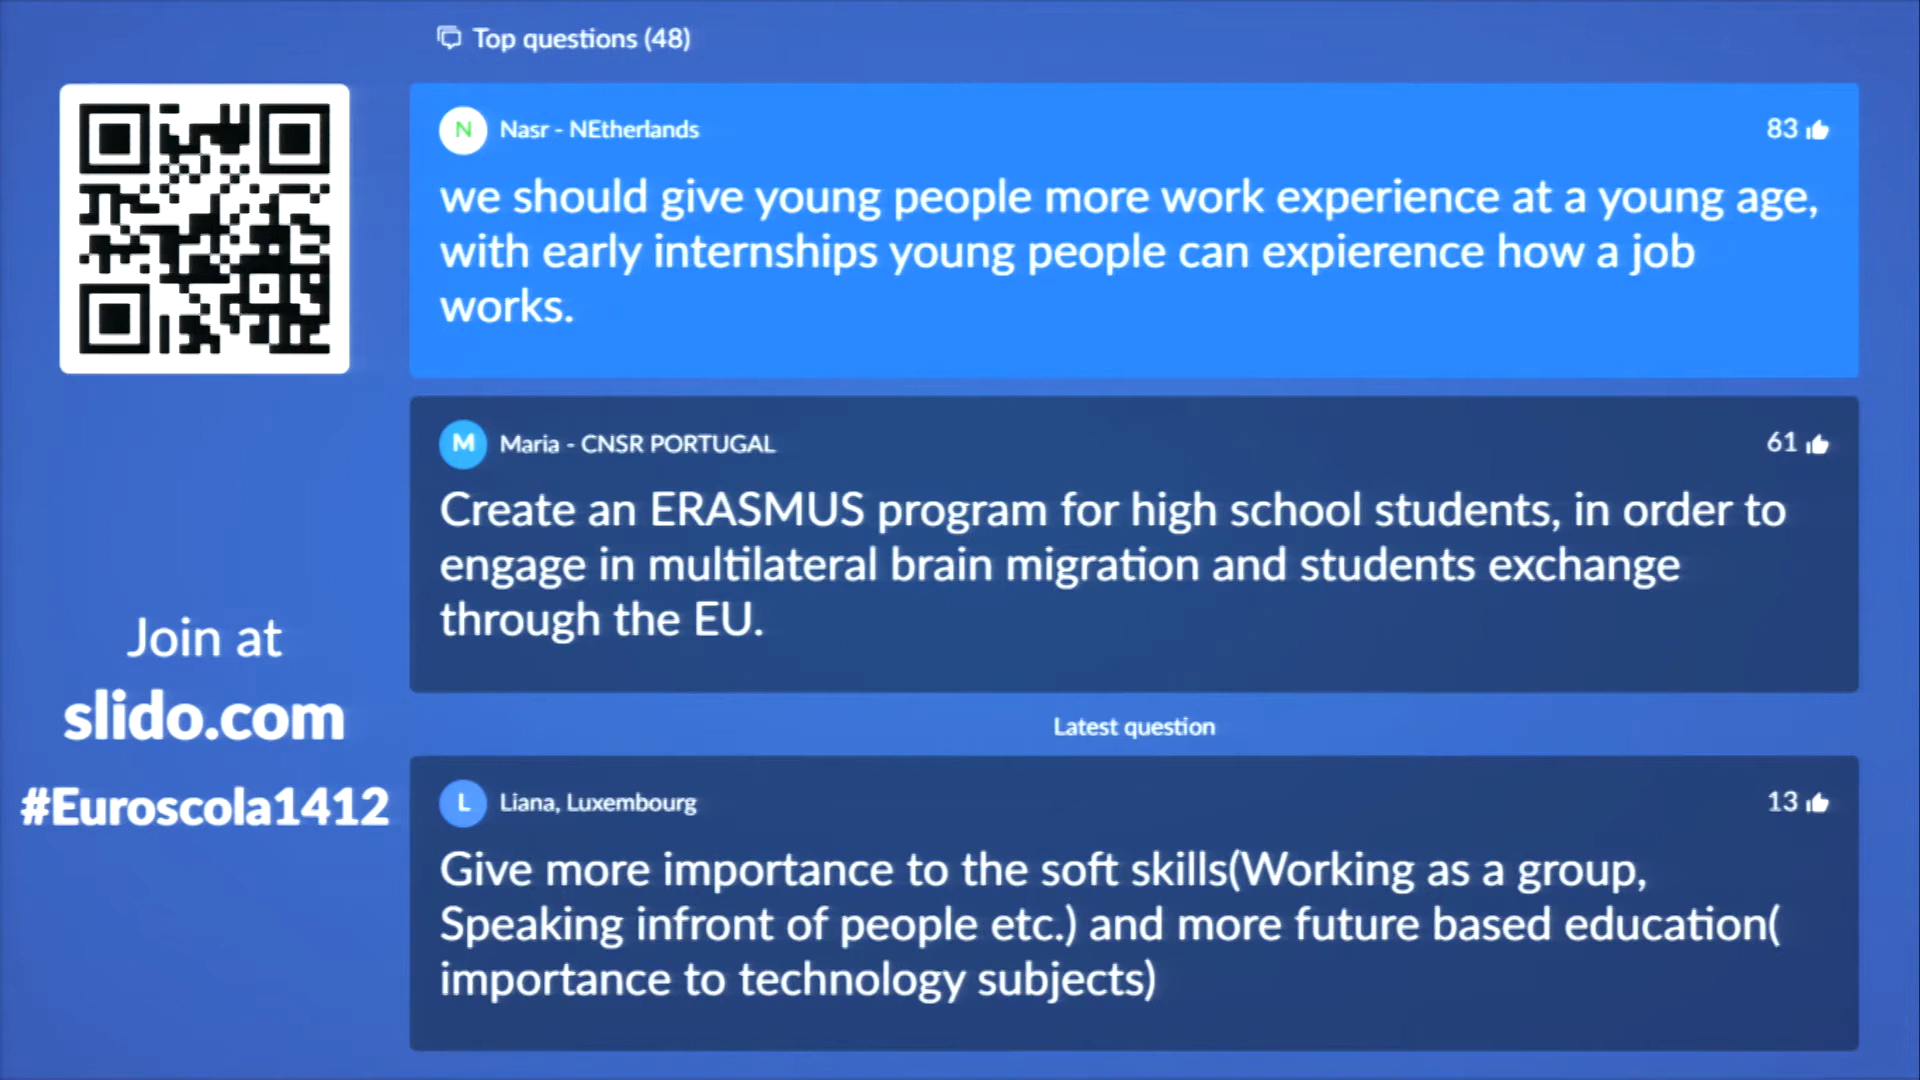 Top questions (48)
N
Nasr - NEtherlands
83
we should give young people more work experience at a young age,
with early internships young people can expierence how a job
works.
M
Maria - CNSR PORTUGAL
61
Create an ERASMUS program for high school students, in order to
engage in multilateral brain migration and students exchange
through the EU.
Join at
slido.com
#Euroscola1412
Latest question
L
Liana, Luxembourg
13
Give more importance to the soft skills(Working as a group,
Speaking infront of people etc.) and more future based education(
importance to technology subjects)